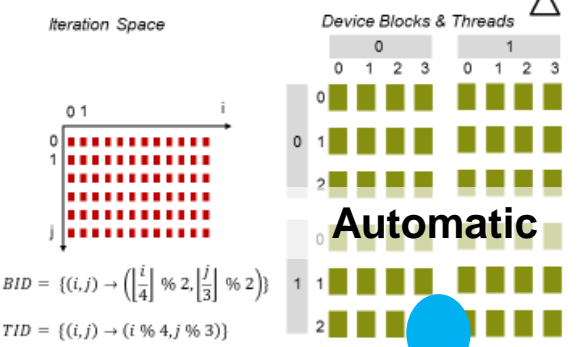 Iteration Space
Device Blocks & Threads
0 1
0 1 2 3 0 1 2 3
0 1 i
0
1
j
0
0
1
2
Automatic
0
1
1
2
BID = {(i,j) → (⌊i/4⌋ % 2, ⌊j/3⌋ % 2)}
TID = {(i,j) → (i % 4, j % 3)}